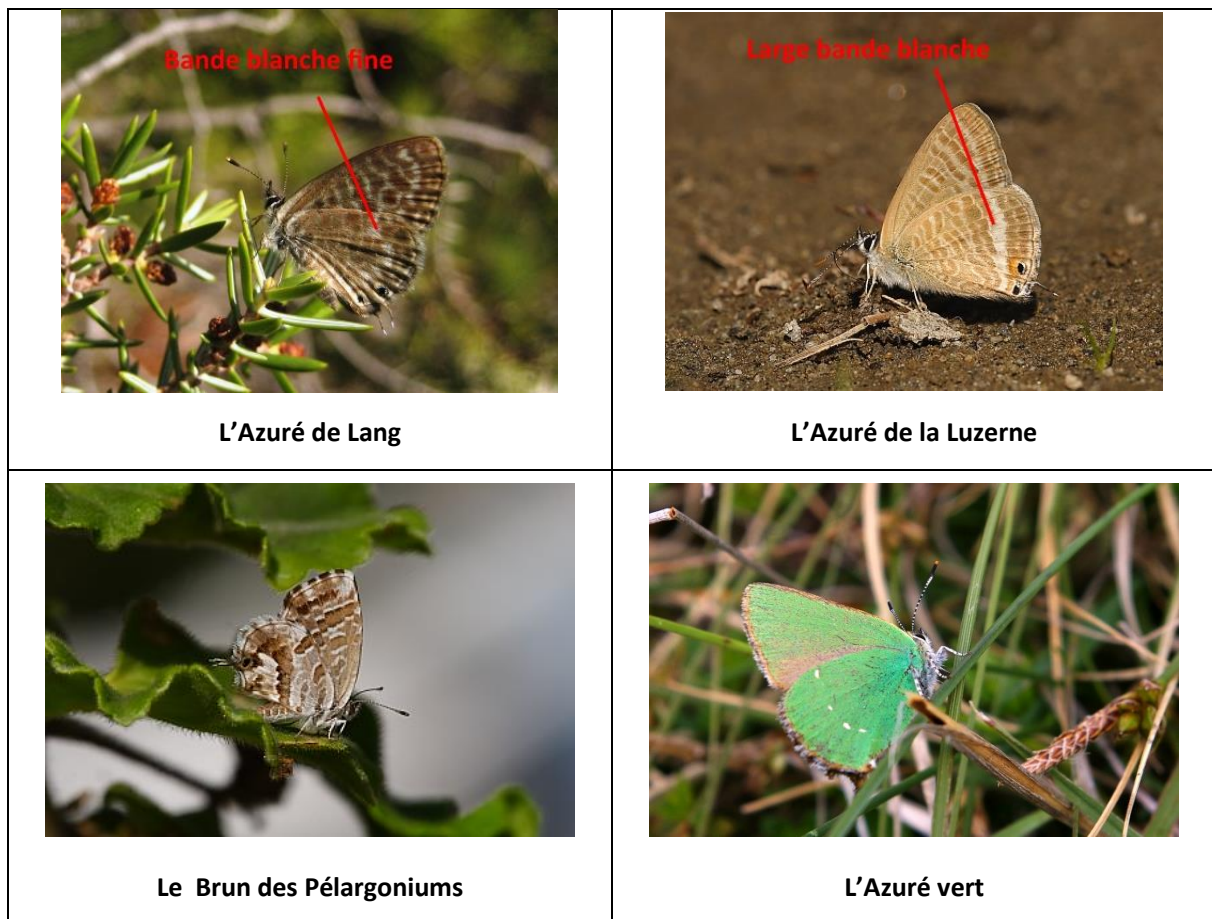 Bande blanche fine
Large bande blanche
L'Azuré de Lang
L'Azuré de la Luzerne
Le  Brun des Pélargoniums
L'Azuré vert